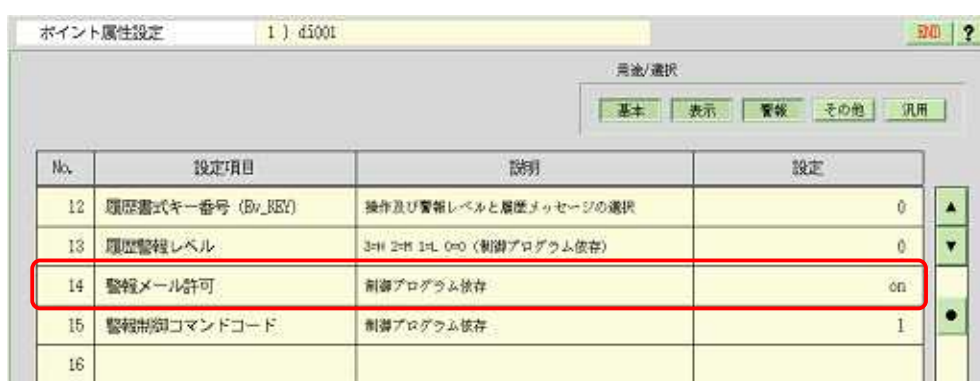 ポイント属性設定 1 ) di001 END ?
用途/選択
基本 表示 警報 その他 汎用
No. 設定項目 説明 設定
12 履歴書式キー番号 (Ev_KEY) 操作及び警報レベルと履歴メッセージの選択 0
13 履歴警報レベル 3=H 2=M 1=L 0=O (制御プログラム依存) 0
14 警報メール許可 制御プログラム依存 on
15 警報制御コマンドコード 制御プログラム依存 1
16